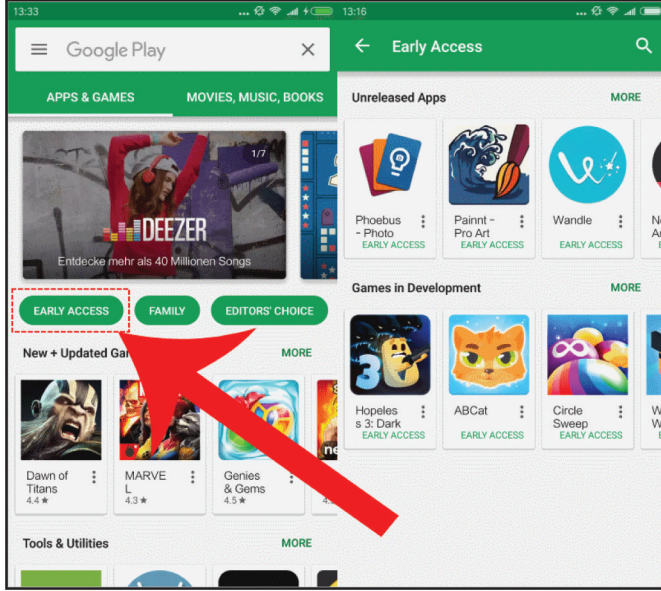 13:33
...
Google Play
APPS & GAMES
MOVIES, MUSIC, BOOKS
1/7
DEEZER
Entdecke mehr als 40 Millionen Songs
EARLY ACCESS
FAMILY
EDITORS' CHOICE
New + Updated Ga
MORE
Dawn of
Titans
4.4★
MARVE
L
4.3★
Genies
& Gems
4.5★
Tools & Utilities
MORE
13:16
...
Early Access
Unreleased Apps
MORE
Phoebus
- Photo
EARLY ACCESS
Painnt -
Pro Art
EARLY ACCESS
Wandle
EARLY ACCESS
Games in Development
MORE
3
Hopeles
s 3: Dark
EARLY ACCESS
ABCat
EARLY ACCESS
Circle
Sweep
EARLY ACCESS